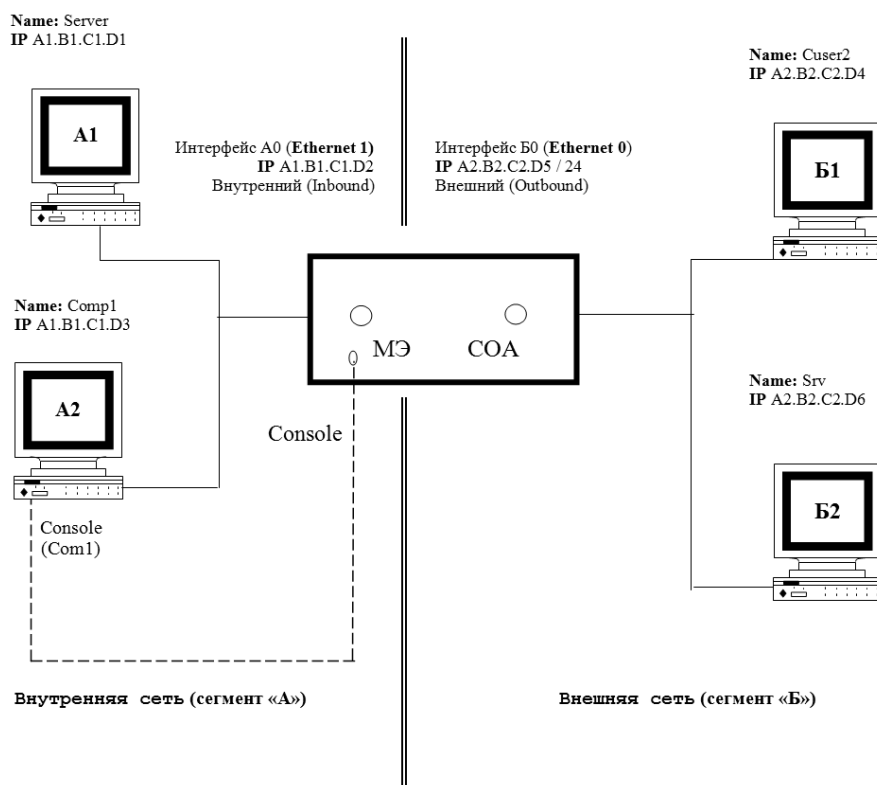 Name: Server
IP A1.B1.C1.D1
А1
Интерфейс А0 (Ethernet 1)
IP A1.B1.C1.D2
Внутренний (Inbound)
Интерфейс Б0 (Ethernet 0)
IP A2.B2.C2.D5 / 24
Внешний (Outbound)
Name: Cuser2
IP A2.B2.C2.D4
Б1
Name: Comp1
IP A1.B1.C1.D3
А2
МЭ
СОА
Console
Console
(Com1)
Name: Srv
IP A2.B2.C2.D6
Б2
Внутренняя сеть (сегмент «А»)
Внешняя сеть (сегмент «Б»)